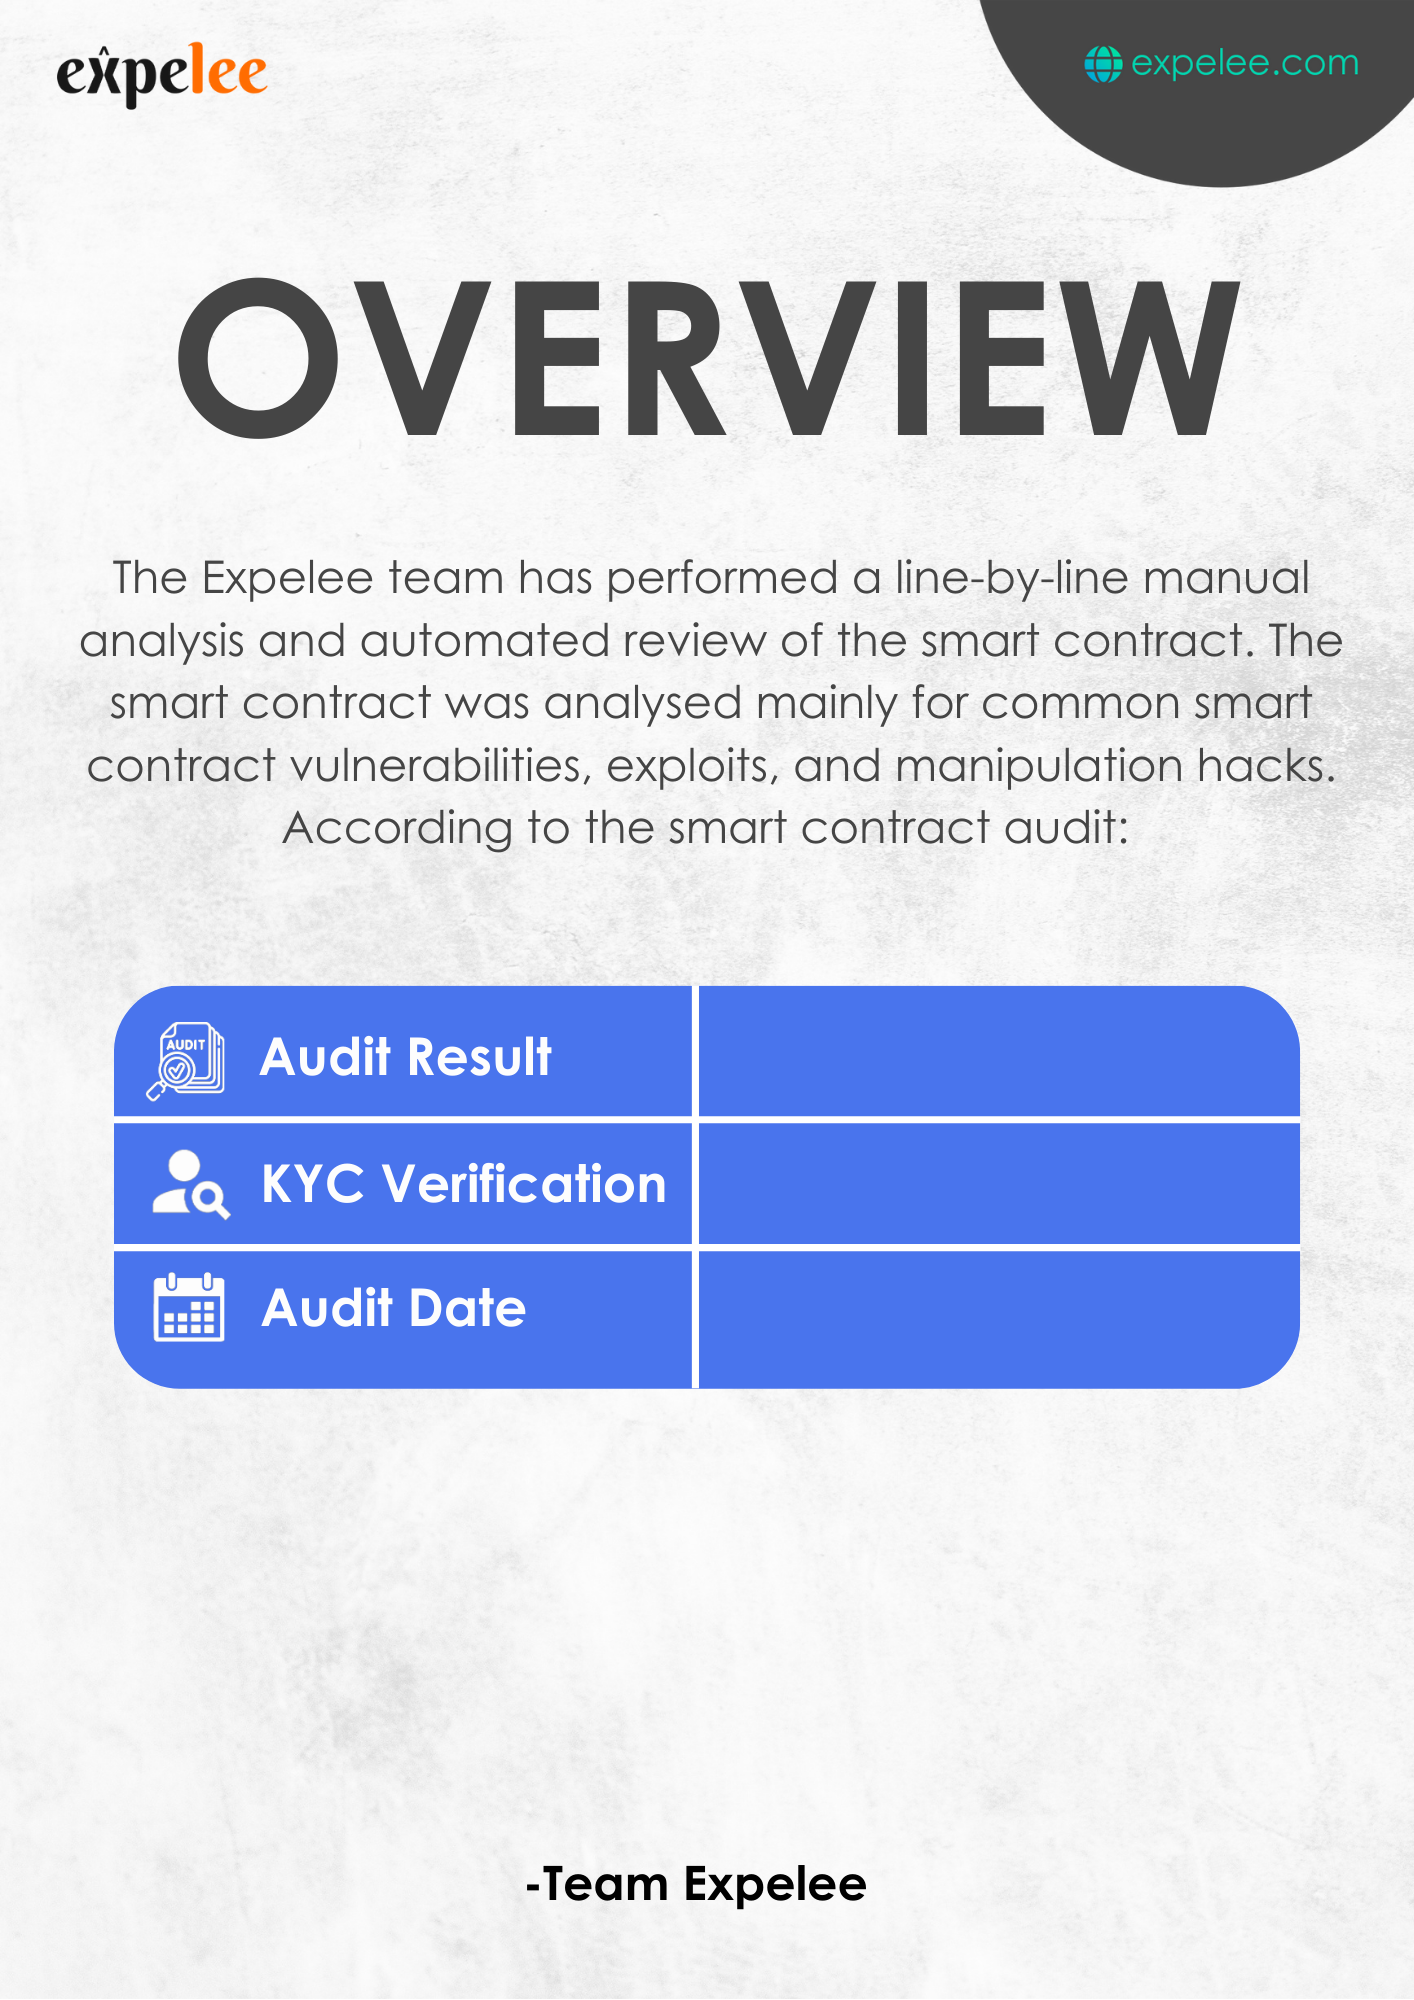 expelee
expelee.com
OVERVIEW
The Expelee team has performed a line-by-line manual
analysis and automated review of the smart contract. The
smart contract was analysed mainly for common smart
contract vulnerabilities, exploits, and manipulation hacks.
According to the smart contract audit:
AUDIT
Audit Result
KYC Verification
Audit Date
-Team Expelee